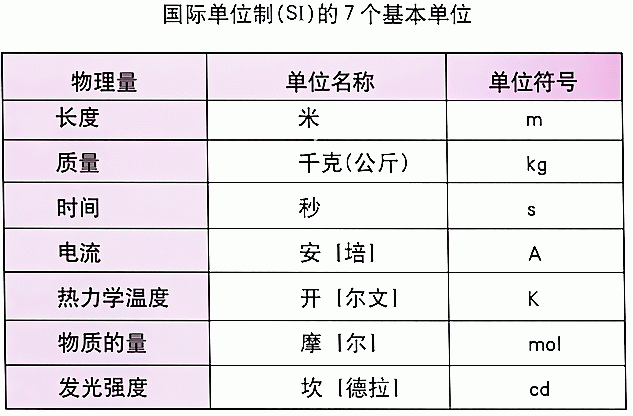 国际单位制(SI)的7个基本单位
物理量 单位名称 单位符号
长度 米 m
质量 千克(公斤) kg
时间 秒 s
电流 安[培] A
热力学温度 开[尔文] K
物质的量 摩[尔] mol
发光强度 坎[德拉] cd